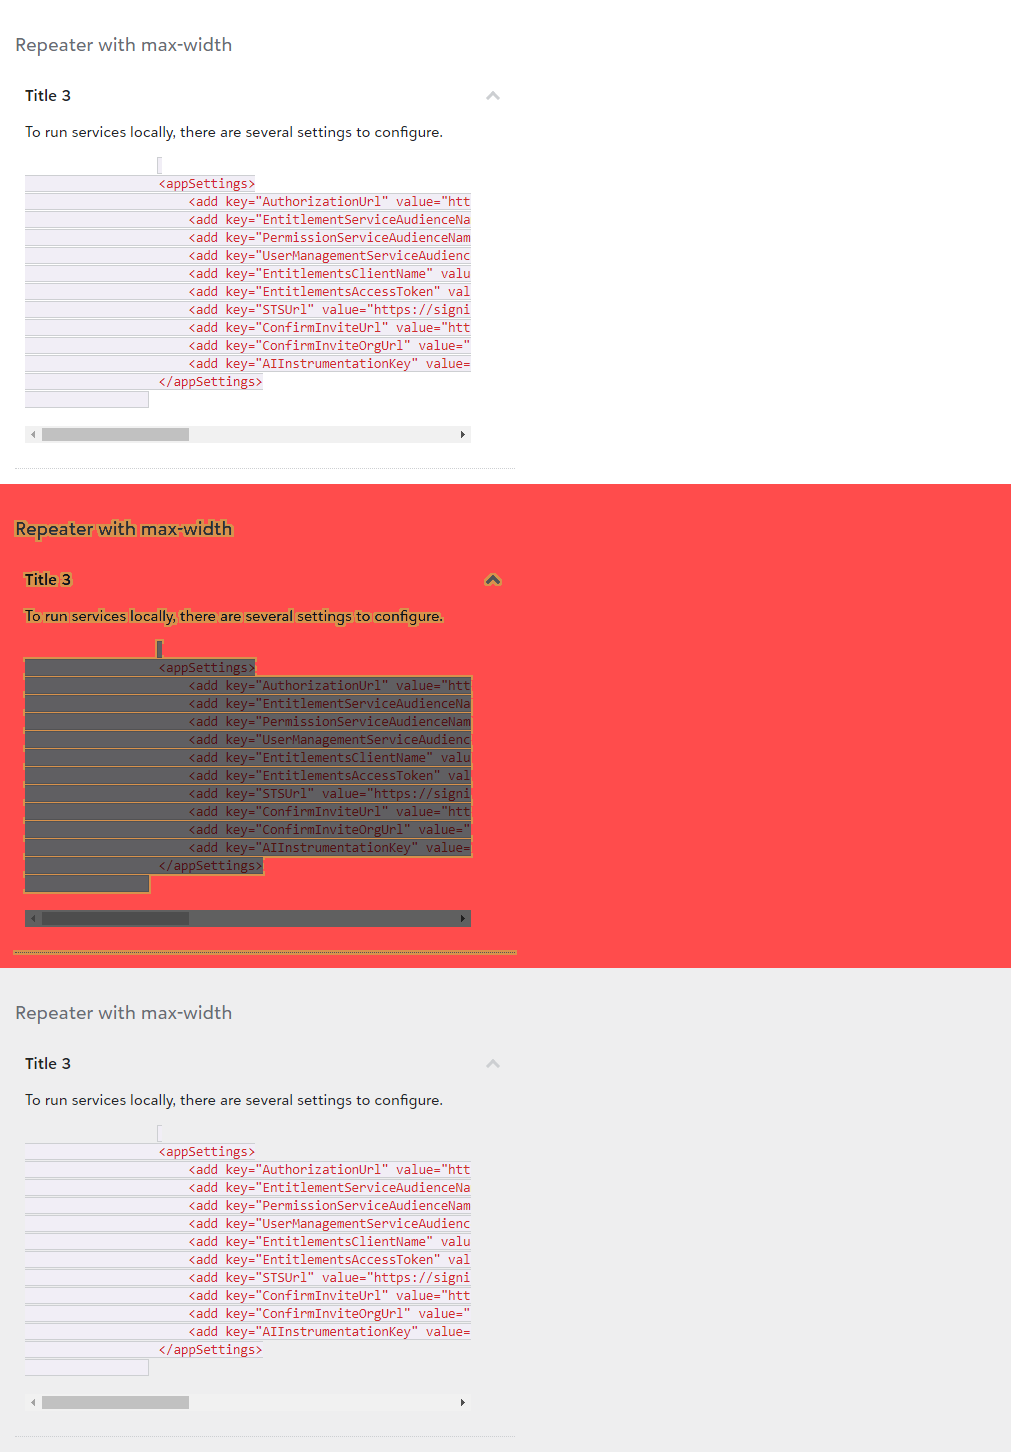 Repeater with max-width
Title 3
To run services locally, there are several settings to configure.
<appSettings>
<add key="AuthorizationUrl" value="htt
<add key="EntitlementServiceAudienceNa
<add key="PermissionServiceAudienceNam
<add key="UserManagementServiceAudienc
<add key="EntitlementsClientName" valu
<add key="EntitlementsAccessToken" val
<add key="STSUrl" value="https://signi
<add key="ConfirmInviteUrl" value="htt
<add key="ConfirmInviteOrgUrl" value="
<add key="AIInstrumentationKey" value=
</appSettings>
Repeater with max-width
Title 3
To run services locally, there are several settings to configure.
<appSettings>
<add key="AuthorizationUrl" value="htt
<add key="EntitlementServiceAudienceNa
<add key="PermissionServiceAudienceNam
<add key="UserManagementServiceAudienc
<add key="EntitlementsClientName" valu
<add key="EntitlementsAccessToken" val
<add key="STSUrl" value="https://signi
<add key="ConfirmInviteUrl" value="htt
<add key="ConfirmInviteOrgUrl" value="
<add key="AIInstrumentationKey" value=
</appSettings>
Repeater with max-width
Title 3
To run services locally, there are several settings to configure.
<appSettings>
<add key="AuthorizationUrl" value="htt
<add key="EntitlementServiceAudienceNa
<add key="PermissionServiceAudienceNam
<add key="UserManagementServiceAudienc
<add key="EntitlementsClientName" valu
<add key="EntitlementsAccessToken" val
<add key="STSUrl" value="https://signi
<add key="ConfirmInviteUrl" value="htt
<add key="ConfirmInviteOrgUrl" value="
<add key="AIInstrumentationKey" value=
</appSettings>